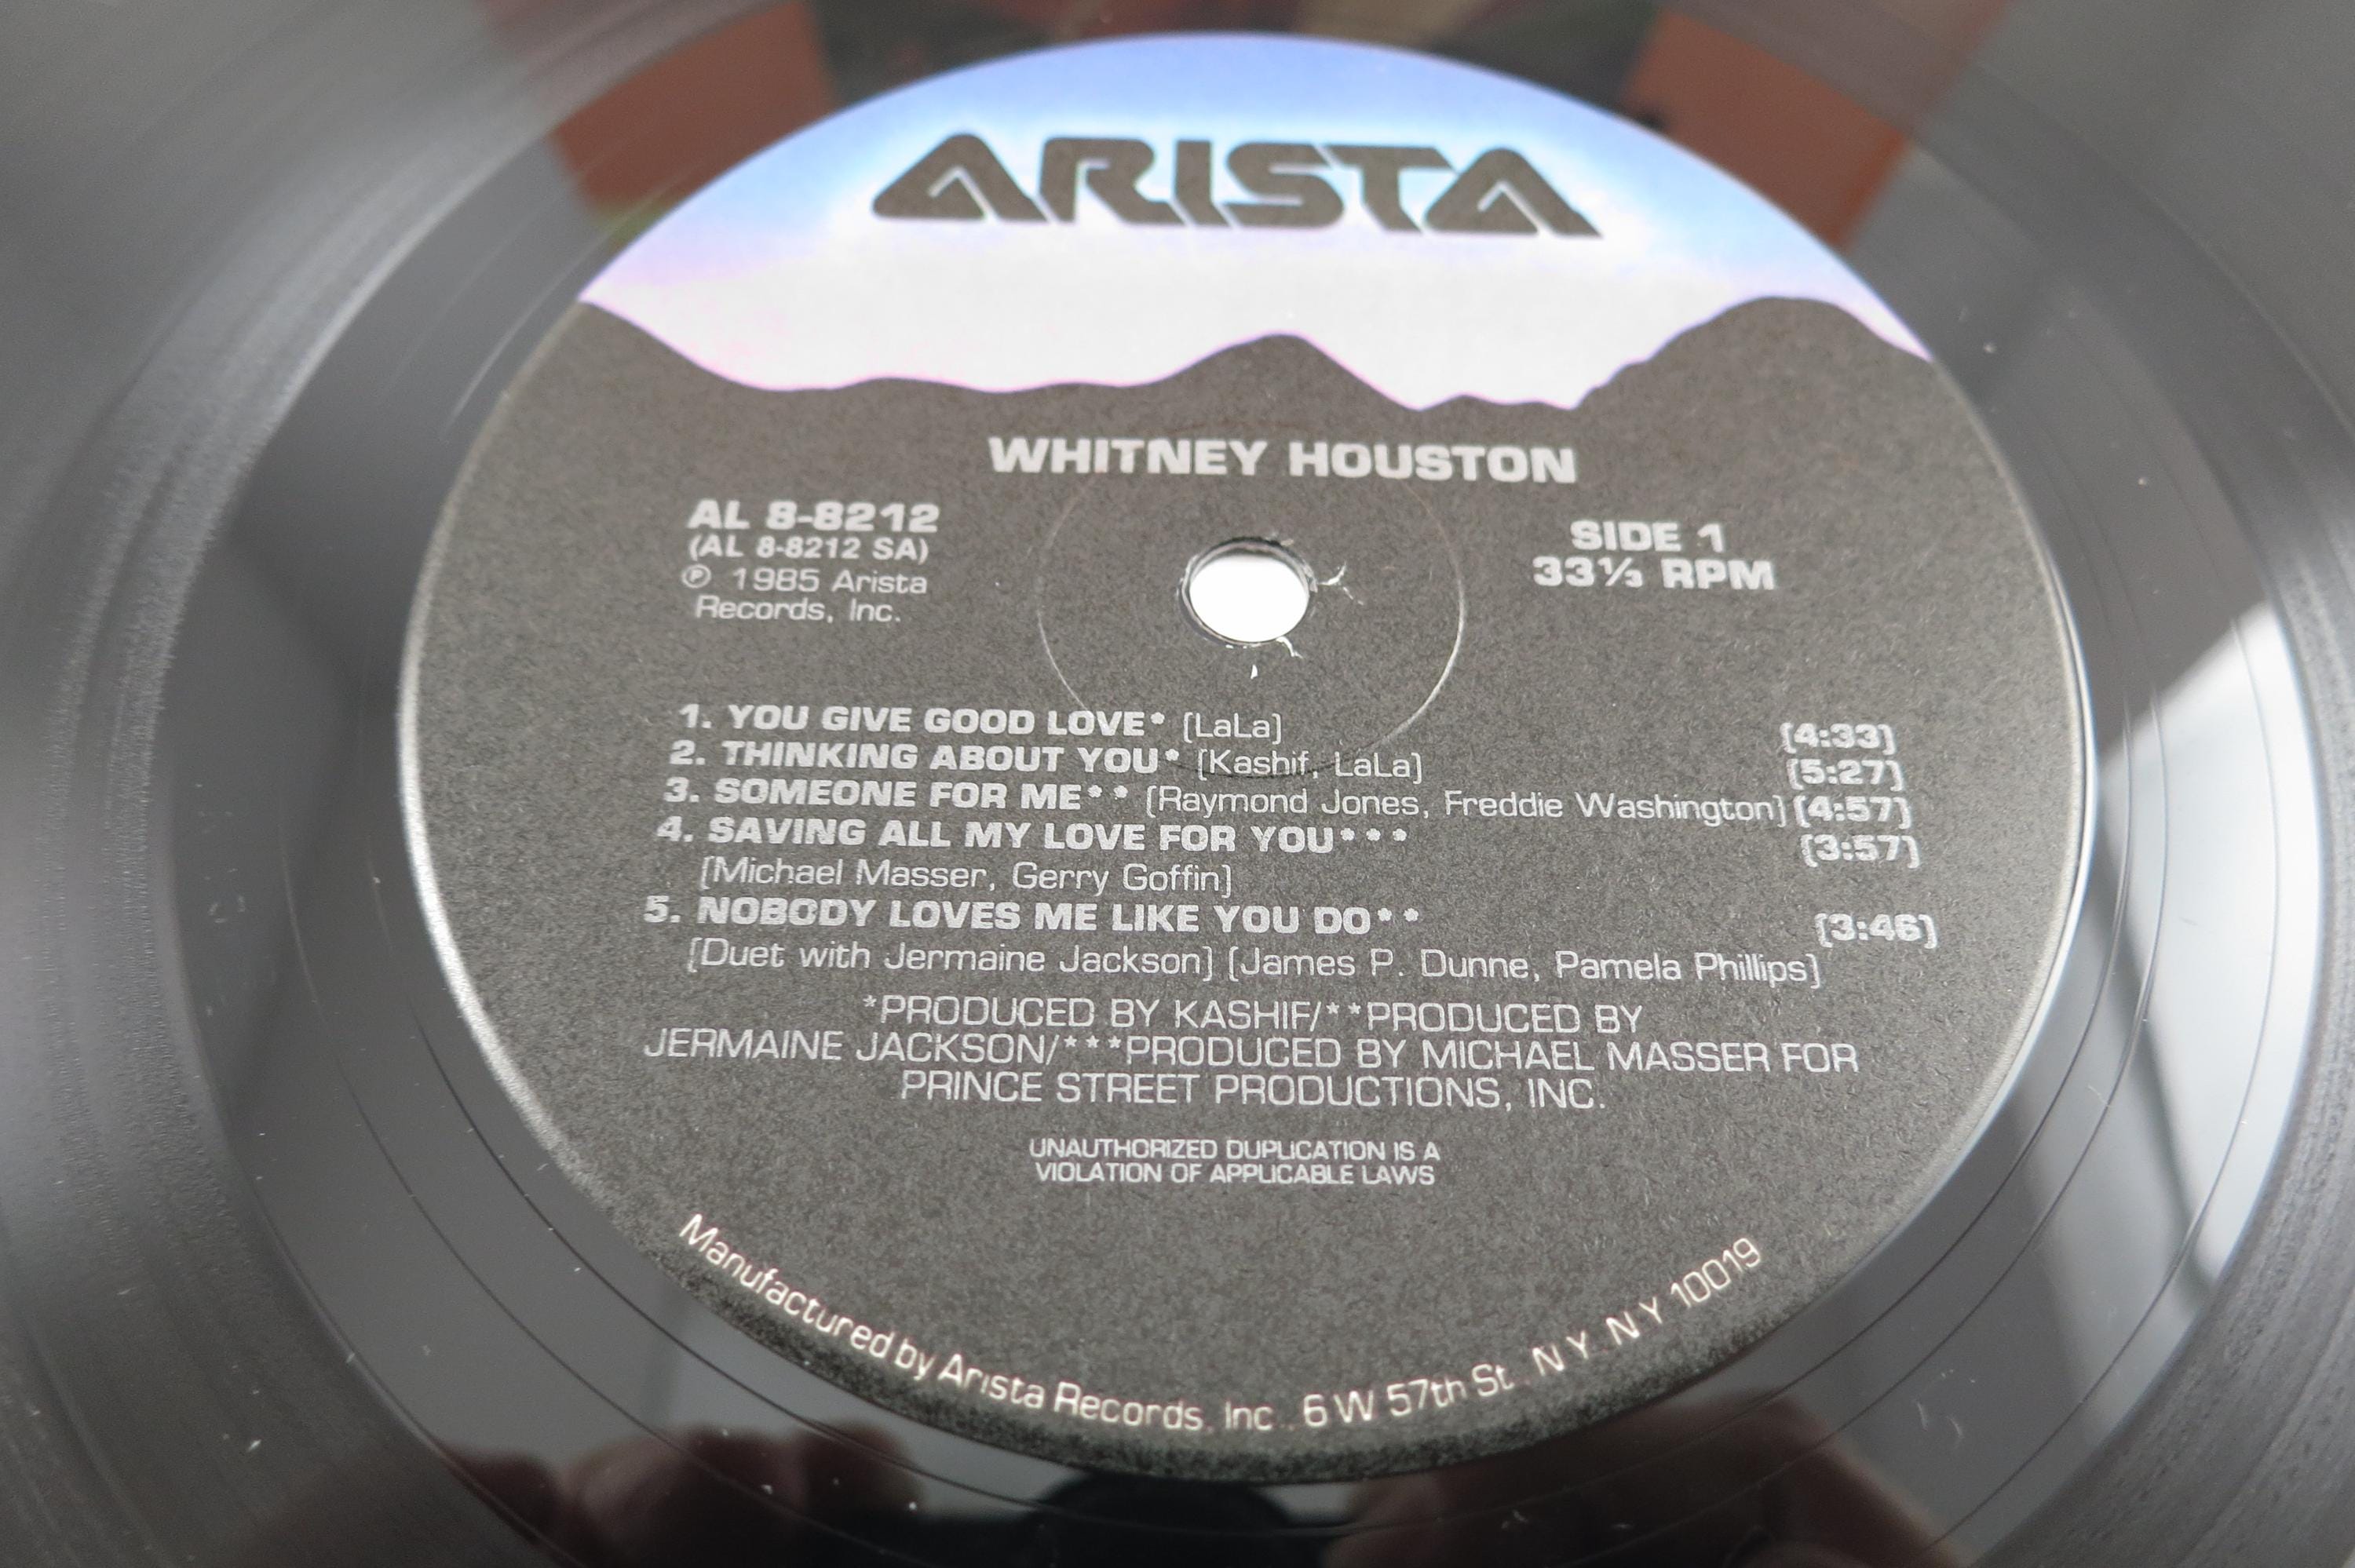 ARISTA
WHITNEY HOUSTON
AL 8-8212
(AL 8-8212 SA)
℗ 1985 Arista
Records, Inc.
SIDE 1
33⅓ RPM
1. YOU GIVE GOOD LOVE* [LaLa] [4:33]
2. THINKING ABOUT YOU* [Kashif, LaLa] [5:27]
3. SOMEONE FOR ME** [Raymond Jones, Freddie Washington] [4:57]
4. SAVING ALL MY LOVE FOR YOU*** [3:57]
[Michael Masser, Gerry Goffin]
5. NOBODY LOVES ME LIKE YOU DO** [3:46]
[Duet with Jermaine Jackson] [James P. Dunne, Pamela Phillips]
*PRODUCED BY KASHIF/**PRODUCED BY
JERMAINE JACKSON/***PRODUCED BY MICHAEL MASSER FOR
PRINCE STREET PRODUCTIONS, INC.
UNAUTHORIZED DUPLICATION IS A
VIOLATION OF APPLICABLE LAWS
Manufactured by Arista Records, Inc., 6 W 57th St. N Y. N Y 10019